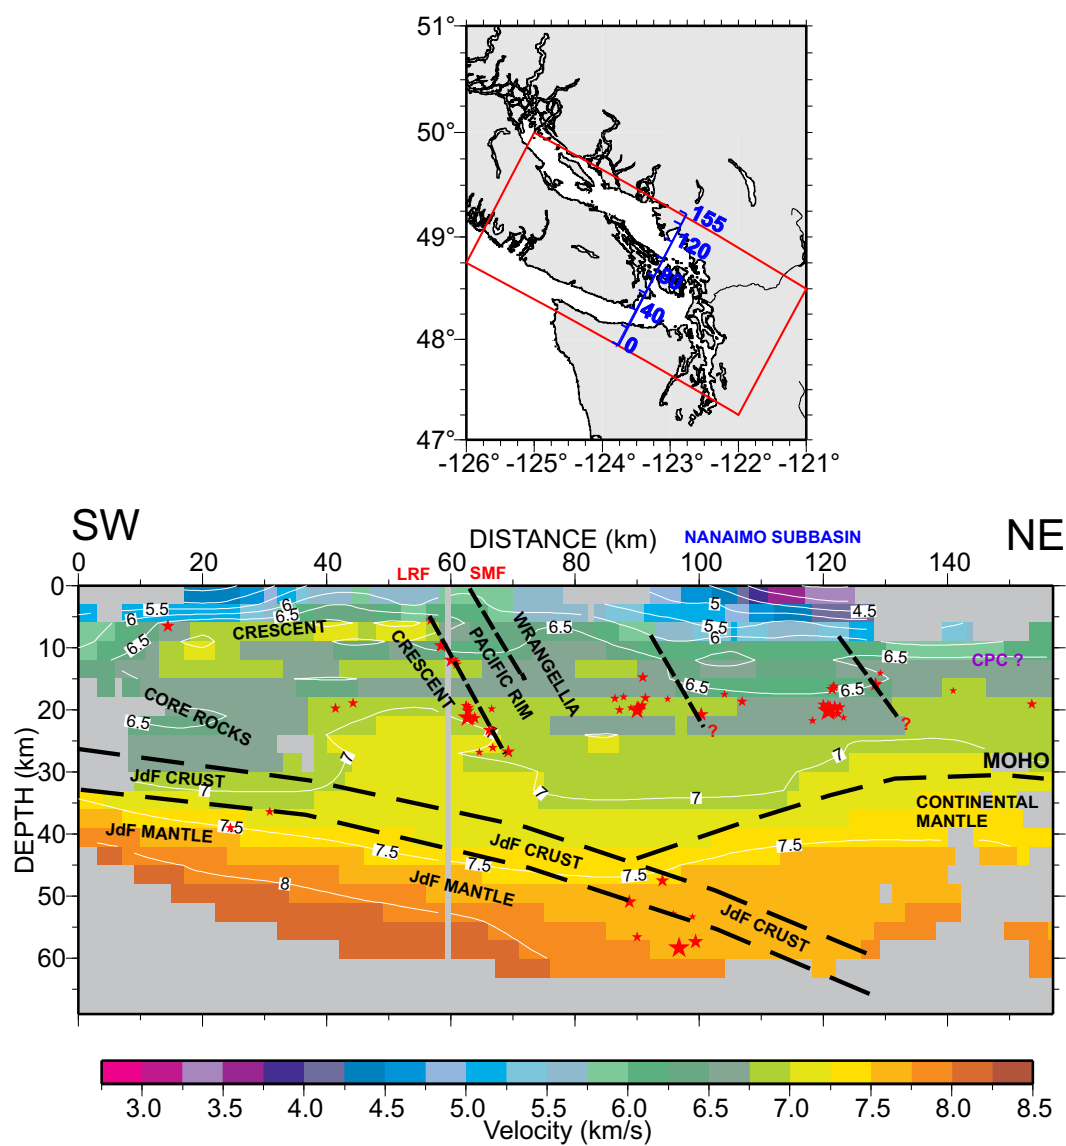 51°
50°
49°
48°
47°
-126° -125° -124° -123° -122° -121°
155
120
80
40
0
SW
NE
DISTANCE (km)
NANAIMO SUBBASIN
0 20 40 60 80 100 120 140
LRF
SMF
DEPTH (km)
0
10
20
30
40
50
60
5.5
6
6
6.5
6.5
5
4.5
5.5
6
6.5
6.5
CRESCENT
CRESCENT
PACIFIC RIM
WRANGELLIA
CPC ?
CORE ROCKS
6.5
6.5
6.5
?
?
7
7
MOHO
JdF CRUST
7
7
7
CONTINENTAL
MANTLE
JdF MANTLE
7.5
7.5
JdF CRUST
7.5
7.5
JdF MANTLE
8
JdF CRUST
3.0 3.5 4.0 4.5 5.0 5.5 6.0 6.5 7.0 7.5 8.0 8.5
Velocity (km/s)